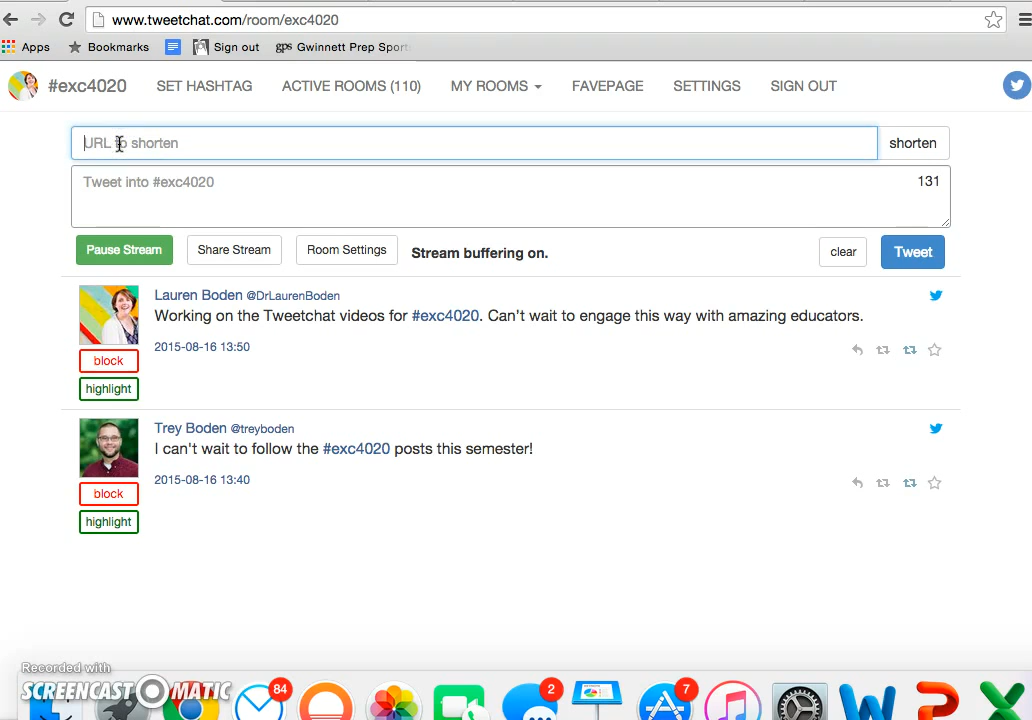 www.tweetchat.com/room/exc4020
Apps Bookmarks Sign out gps Gwinnett Prep Sports
#exc4020 SET HASHTAG ACTIVE ROOMS (110) MY ROOMS FAVEPAGE SETTINGS SIGN OUT
URL to shorten shorten
Tweet into #exc4020 131
Pause Stream Share Stream Room Settings Stream buffering on. clear Tweet
Lauren Boden @DrLaurenBoden
Working on the Tweetchat videos for #exc4020. Can't wait to engage this way with amazing educators.
2015-08-16 13:50
block
highlight
Trey Boden @treyboden
I can't wait to follow the #exc4020 posts this semester!
2015-08-16 13:40
block
highlight
Recorded with
SCREENCAST O MATIC
84 2 7